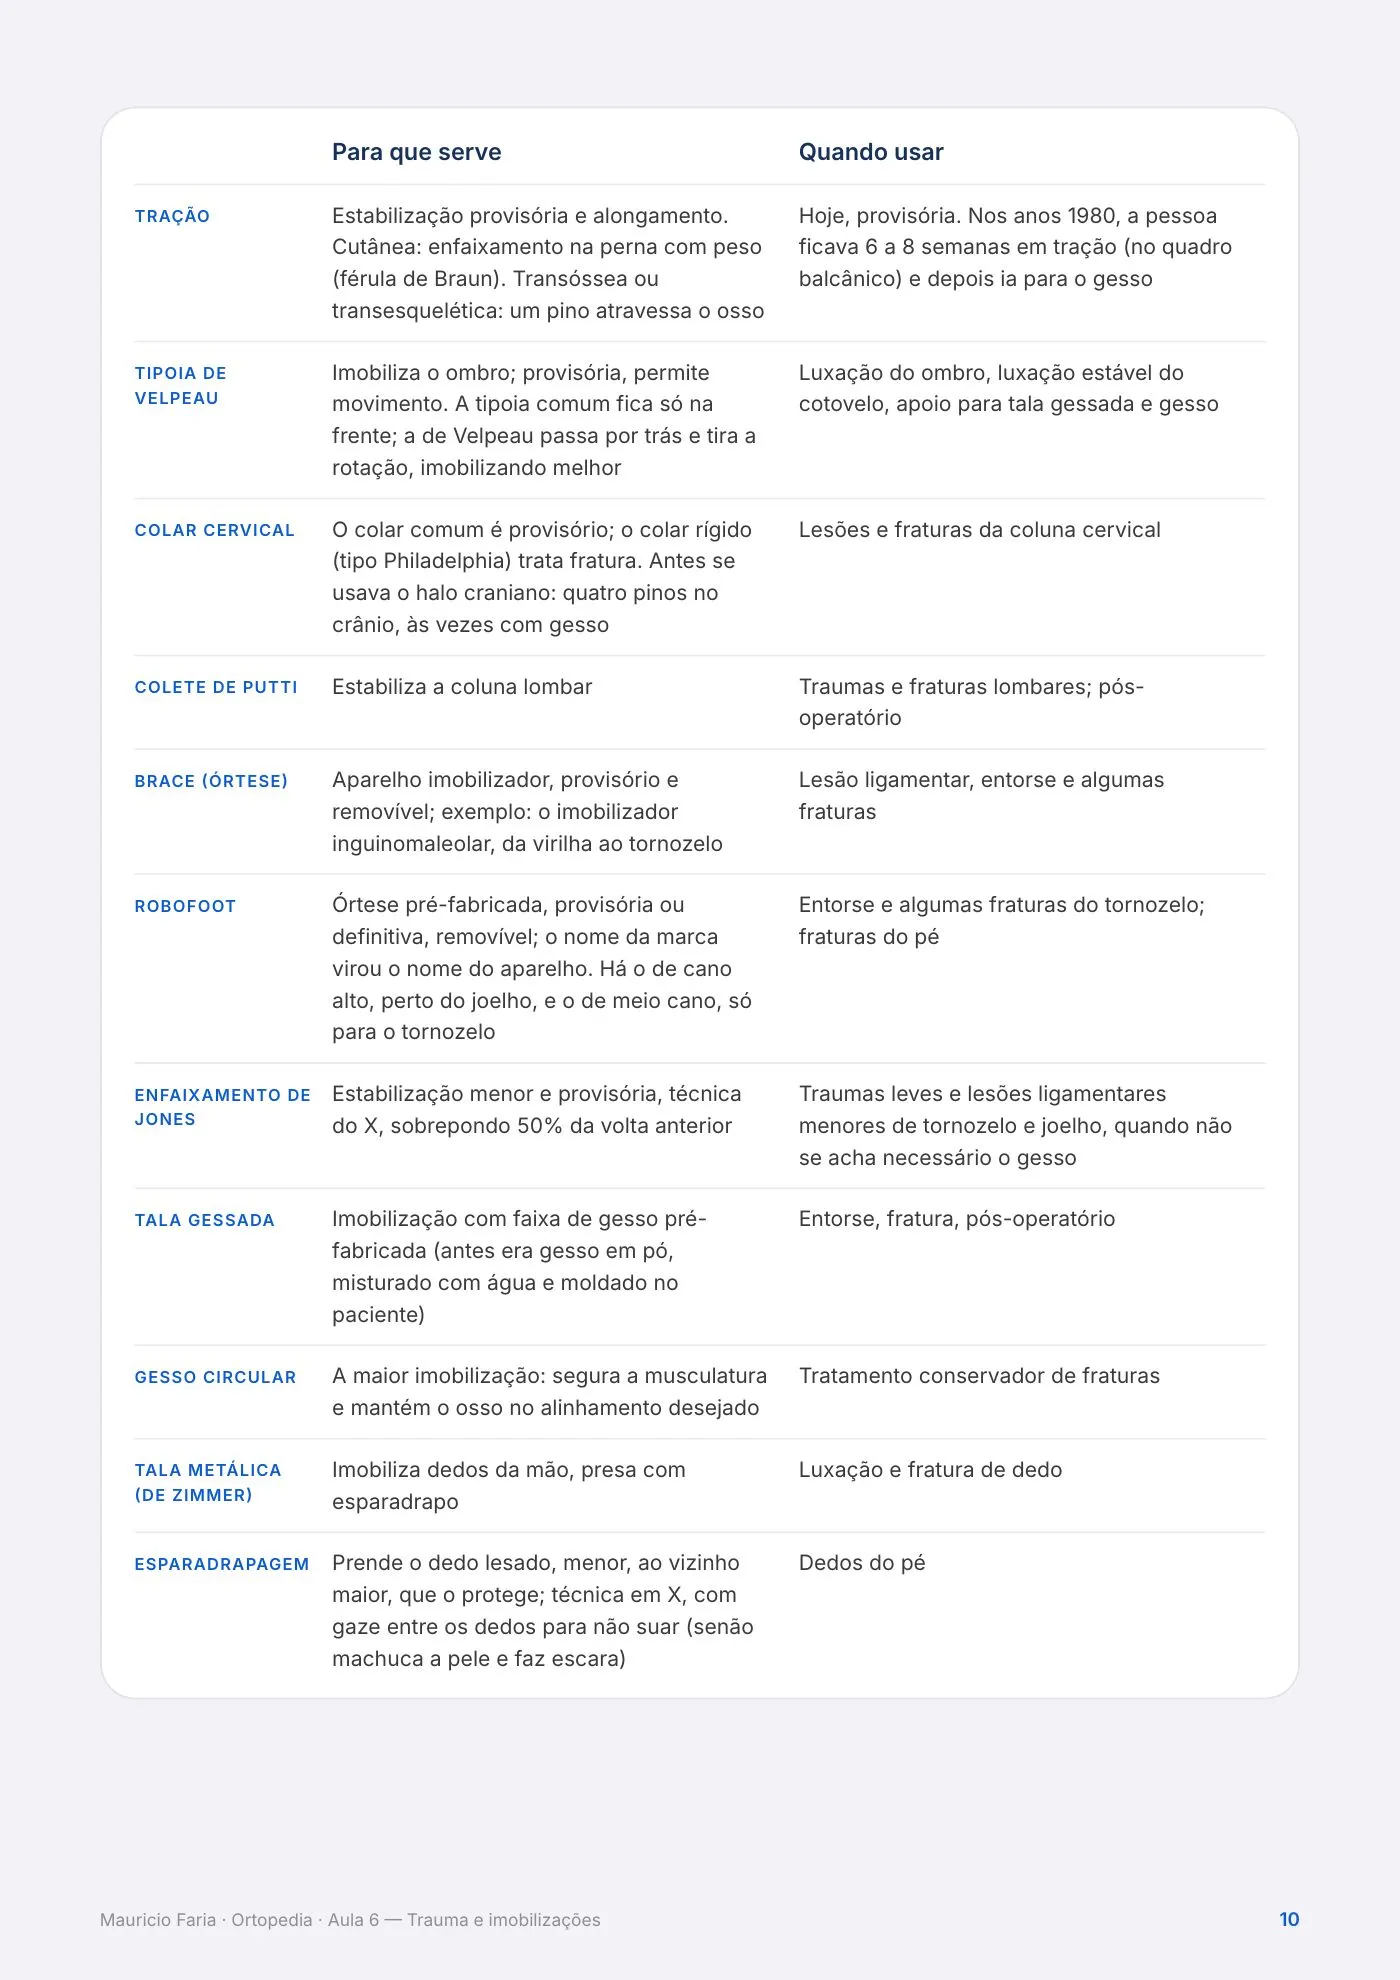 Para que serve
Quando usar
TRAÇÃO
Estabilização provisória e alongamento.
Cutânea: enfaixamento na perna com peso
(férula de Braun). Transóssea ou
transesquelética: um pino atravessa o osso
Hoje, provisória. Nos anos 1980, a pessoa
ficava 6 a 8 semanas em tração (no quadro
balcânico) e depois ia para o gesso
TIPOIA DE
VELPEAU
Imobiliza o ombro; provisória, permite
movimento. A tipoia comum fica só na
frente; a de Velpeau passa por trás e tira a
rotação, imobilizando melhor
Luxação do ombro, luxação estável do
cotovelo, apoio para tala gessada e gesso
COLAR CERVICAL
O colar comum é provisório; o colar rígido
(tipo Philadelphia) trata fratura. Antes se
usava o halo craniano: quatro pinos no
crânio, às vezes com gesso
Lesões e fraturas da coluna cervical
COLETE DE PUTTI
Estabiliza a coluna lombar
Traumas e fraturas lombares; pós-
operatório
BRACE (ÓRTESE)
Aparelho imobilizador, provisório e
removível; exemplo: o imobilizador
inguinomaleolar, da virilha ao tornozelo
Lesão ligamentar, entorse e algumas
fraturas
ROBOFOOT
Órtese pré-fabricada, provisória ou
definitiva, removível; o nome da marca
virou o nome do aparelho. Há o de cano
alto, perto do joelho, e o de meio cano, só
para o tornozelo
Entorse e algumas fraturas do tornozelo;
fraturas do pé
ENFAIXAMENTO DE
JONES
Estabilização menor e provisória, técnica
do X, sobrepondo 50% da volta anterior
Traumas leves e lesões ligamentares
menores de tornozelo e joelho, quando não
se acha necessário o gesso
TALA GESSADA
Imobilização com faixa de gesso pré-
fabricada (antes era gesso em pó,
misturado com água e moldado no
paciente)
Entorse, fratura, pós-operatório
GESSO CIRCULAR
A maior imobilização: segura a musculatura
e mantém o osso no alinhamento desejado
Tratamento conservador de fraturas
TALA METÁLICA
(DE ZIMMER)
Imobiliza dedos da mão, presa com
esparadrapo
Luxação e fratura de dedo
ESPARADRAPAGEM
Prende o dedo lesado, menor, ao vizinho
maior, que o protege; técnica em X, com
gaze entre os dedos para não suar (senão
machuca a pele e faz escara)
Dedos do pé
Mauricio Faria · Ortopedia · Aula 6 — Trauma e imobilizações
10